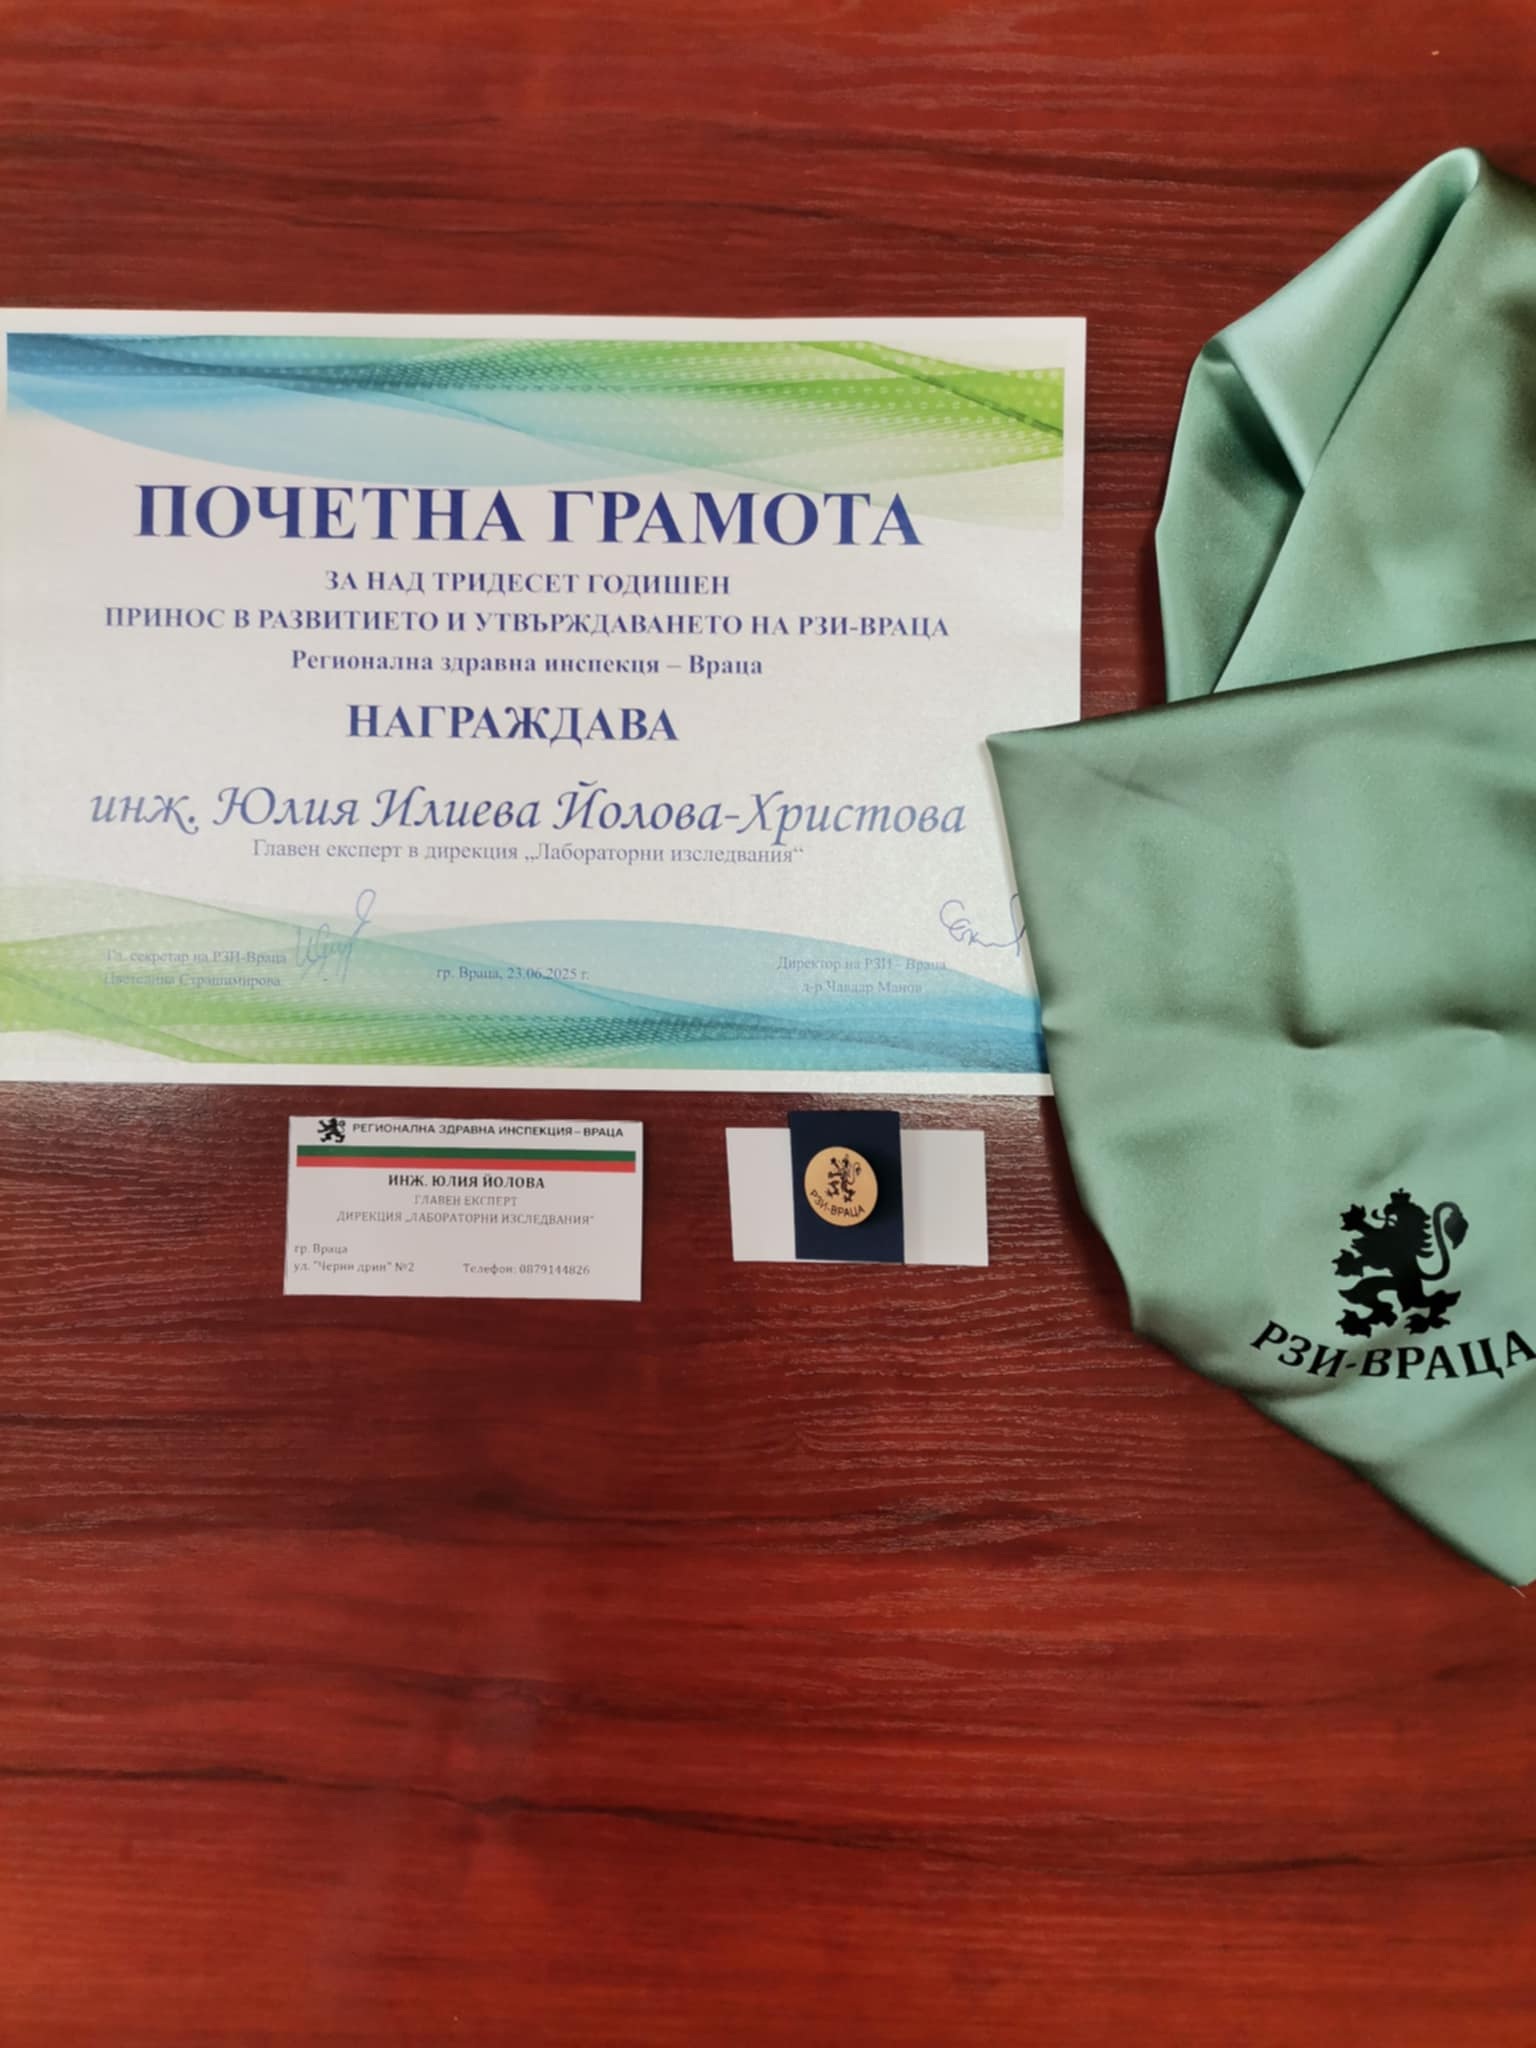 ПОЧЕТНА ГРАМОТА
ЗА НАД ТРИДЕСЕТ ГОДИШЕН
ПРИНОС В РАЗВИТИЕТО И УТВЪРЖДАВАНЕТО НА РЗИ-ВРАЦА
Регионална здравна инспекця – Враца
НАГРАЖДАВА
инж. Юлия Илиева Йолова-Христова
Главен експерт в дирекция „Лабораторни изследвания“
Гл. секретар на РЗИ-Враца
Цветелина Страшимирова
гр. Враца, 23.06.2025 г.
Директор на РЗИ - Враца
д-р Чавдар Манов
РЕГИОНАЛНА ЗДРАВНА ИНСПЕКЦИЯ – ВРАЦА
ИНЖ. ЮЛИЯ ЙОЛОВА
ГЛАВЕН ЕКСПЕРТ
ДИРЕКЦИЯ „ЛАБОРАТОРНИ ИЗСЛЕДВАНИЯ“
гр. Враца
ул. "Черни дрин" №2 Телефон: 0879144826
РЗИ-ВРАЦА
РЗИ-ВРАЦА